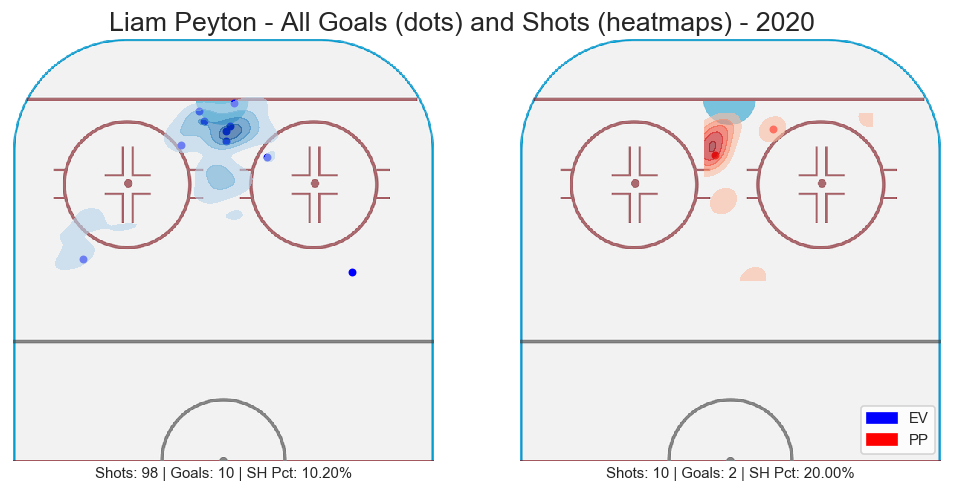 Liam Peyton - All Goals (dots) and Shots (heatmaps) - 2020
EV
PP
Shots: 98 | Goals: 10 | SH Pct: 10.20%
Shots: 10 | Goals: 2 | SH Pct: 20.00%